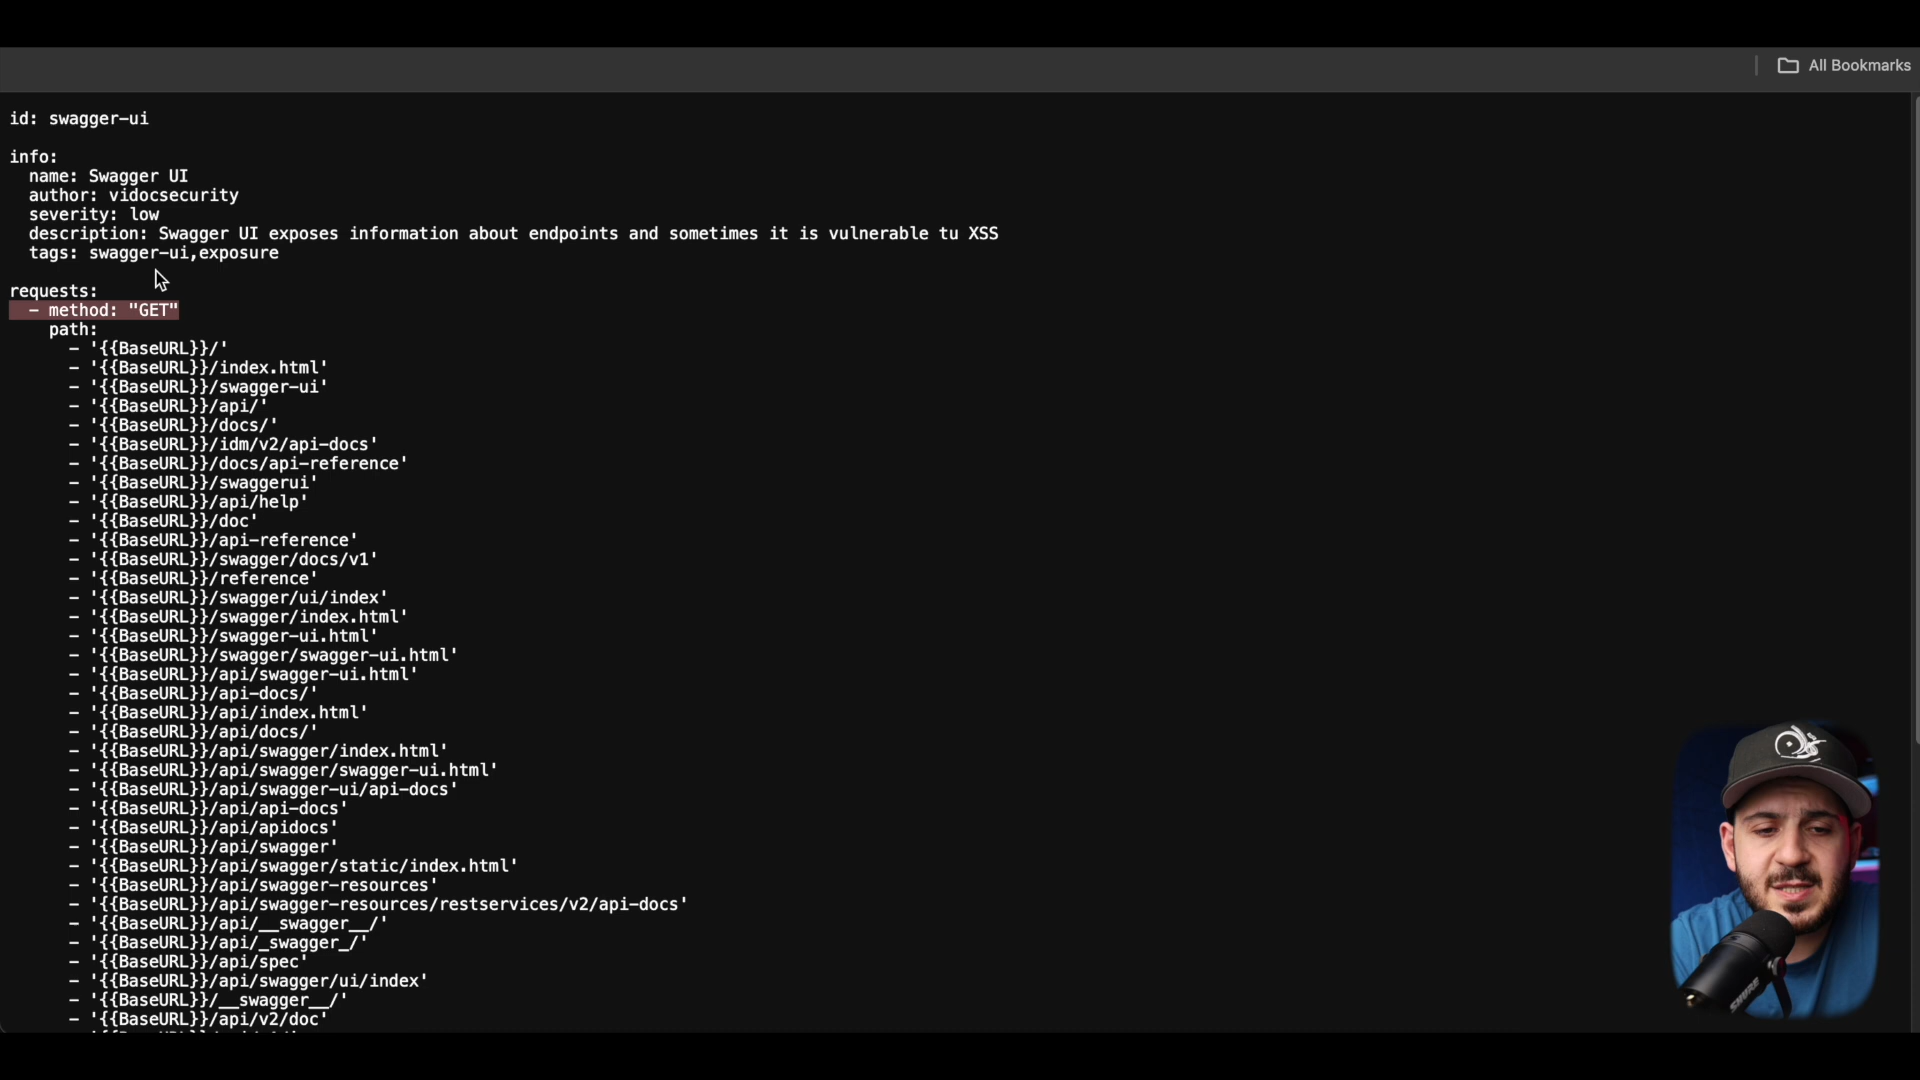 All Bookmarks
id: swagger-ui
info:
name: Swagger UI
author: vidocsecurity
severity: low
description: Swagger UI exposes information about endpoints and sometimes it is vulnerable tu XSS
tags: swagger-ui,exposure
requests:
- method: "GET"
path:
- '{{BaseURL}}/'
- '{{BaseURL}}/index.html'
- '{{BaseURL}}/swagger-ui'
- '{{BaseURL}}/api/'
- '{{BaseURL}}/docs/'
- '{{BaseURL}}/idm/v2/api-docs'
- '{{BaseURL}}/docs/api-reference'
- '{{BaseURL}}/swaggerui'
- '{{BaseURL}}/api/help'
- '{{BaseURL}}/doc'
- '{{BaseURL}}/api-reference'
- '{{BaseURL}}/swagger/docs/v1'
- '{{BaseURL}}/reference'
- '{{BaseURL}}/swagger/ui/index'
- '{{BaseURL}}/swagger/index.html'
- '{{BaseURL}}/swagger-ui.html'
- '{{BaseURL}}/swagger/swagger-ui.html'
- '{{BaseURL}}/api/swagger-ui.html'
- '{{BaseURL}}/api-docs/'
- '{{BaseURL}}/api/index.html'
- '{{BaseURL}}/api/docs/'
- '{{BaseURL}}/api/swagger/index.html'
- '{{BaseURL}}/api/swagger/swagger-ui.html'
- '{{BaseURL}}/api/swagger-ui/api-docs'
- '{{BaseURL}}/api/api-docs'
- '{{BaseURL}}/api/apidocs'
- '{{BaseURL}}/api/swagger'
- '{{BaseURL}}/api/swagger/static/index.html'
- '{{BaseURL}}/api/swagger-resources'
- '{{BaseURL}}/api/swagger-resources/restservices/v2/api-docs'
- '{{BaseURL}}/api/__swagger__/'
- '{{BaseURL}}/api/_swagger_/'
- '{{BaseURL}}/api/spec'
- '{{BaseURL}}/api/swagger/ui/index'
- '{{BaseURL}}/__swagger__/'
- '{{BaseURL}}/api/v2/doc'
SHURE